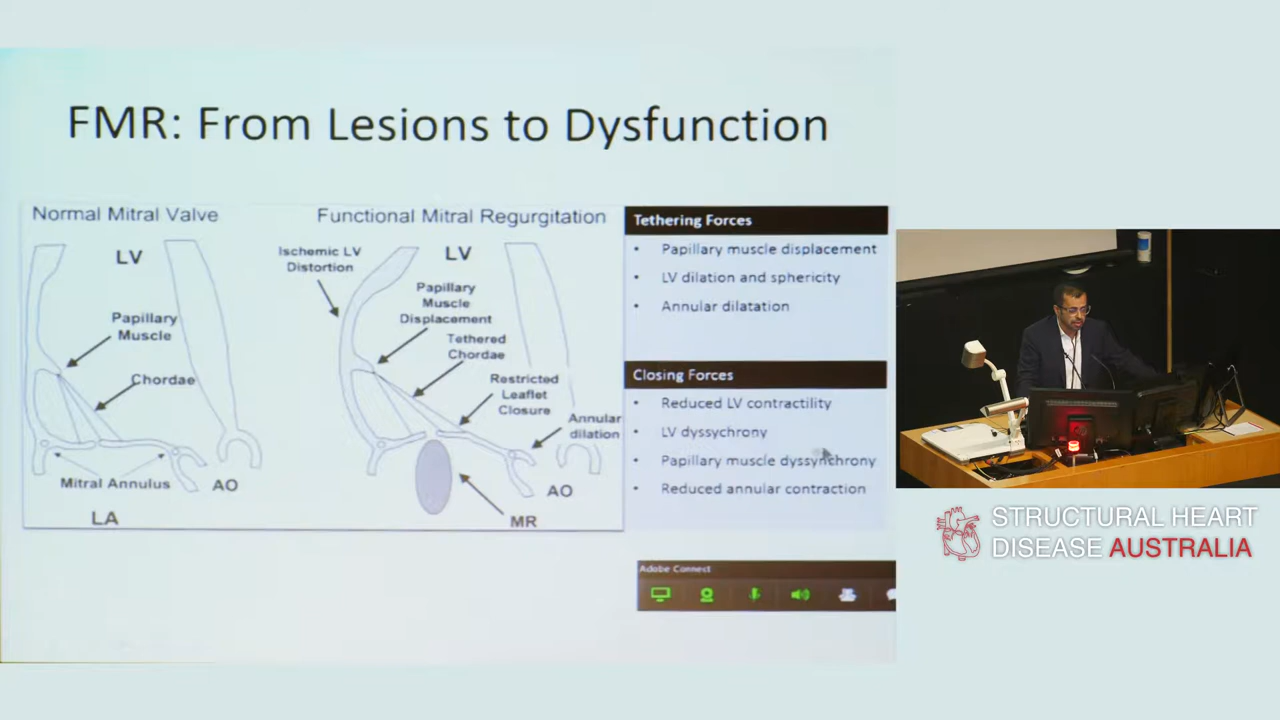 FMR: From Lesions to Dysfunction
Normal Mitral Valve
LV
Papillary
Muscle
Chordae
Mitral Annulus
AO
LA
Functional Mitral Regurgitation
Ischemic LV
Distortion
LV
Papillary
Muscle
Displacement
Tethered
Chordae
Restricted
Leaflet
Closure
Annular
dilation
AO
MR
Tethering Forces
• Papillary muscle displacement
• LV dilation and sphericity
• Annular dilatation
Closing Forces
• Reduced LV contractility
• LV dyssychrony
• Papillary muscle dyssynchrony
• Reduced annular contraction
Adobe Connect
STRUCTURAL HEART
DISEASE AUSTRALIA